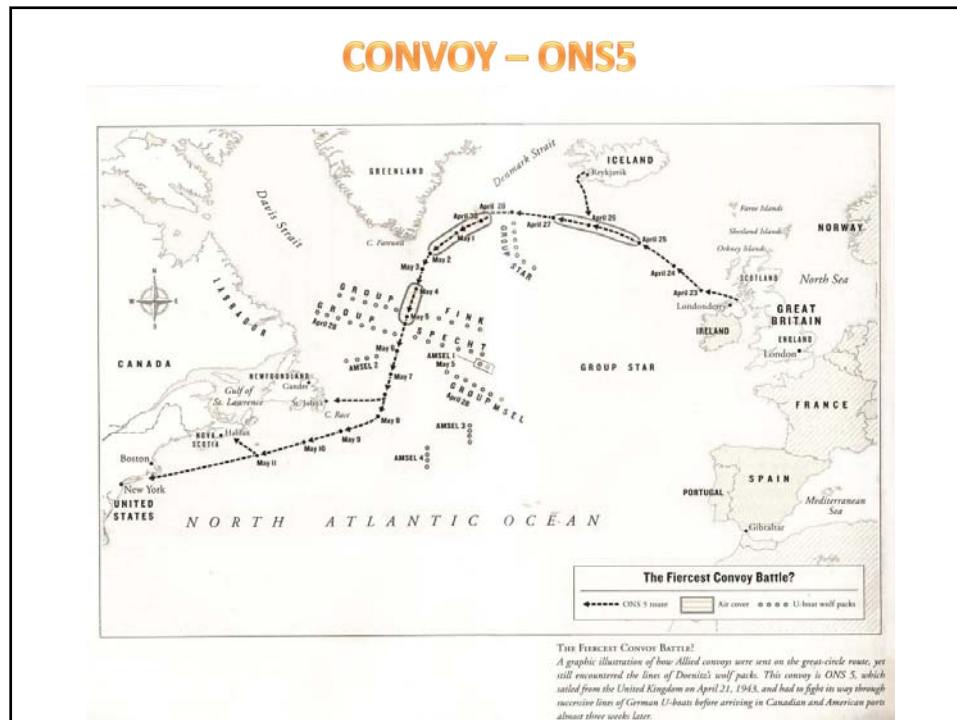 CONVOY – ONS5
GREENLAND
Denmark Strait
ICELAND
Reykjavik
Davis Strait
C. Farewell
April 30
April 28
April 27
April 26
April 25
April 24
April 23
May 1
May 2
May 3
May 4
May 5
May 6
May 7
May 8
May 9
May 10
May 11
GROUP STAR
Faroe Islands
Shetland Islands
Orkney Islands
NORWAY
SCOTLAND
North Sea
Londonderry
IRELAND
GREAT
BRITAIN
ENGLAND
London
N
W
E
S
LABRADOR
GROUP FINK
GROUP SPECHT
April 28
AMSEL 1
May 5
AMSEL 2
GROUP MSEL
April 28
AMSEL 3
AMSEL 4
GROUP STAR
CANADA
NEWFOUNDLAND
Gander
Gulf of
St. Lawrence
St. John's
C. Race
NOVA
SCOTIA
Halifax
Boston
New York
UNITED
STATES
FRANCE
SPAIN
PORTUGAL
Mediterranean
Sea
Gibraltar
NORTH ATLANTIC OCEAN
The Fiercest Convoy Battle?
ONS 5 route
Air cover
U-boat wolf packs
THE FIERCEST CONVOY BATTLE?
A graphic illustration of how Allied convoys were sent on the great-circle route, yet
still encountered the lines of Doenitz's wolf packs. This convoy is ONS 5, which
sailed from the United Kingdom on April 21, 1943, and had to fight its way through
successive lines of German U-boats before arriving in Canadian and American ports
almost three weeks later.